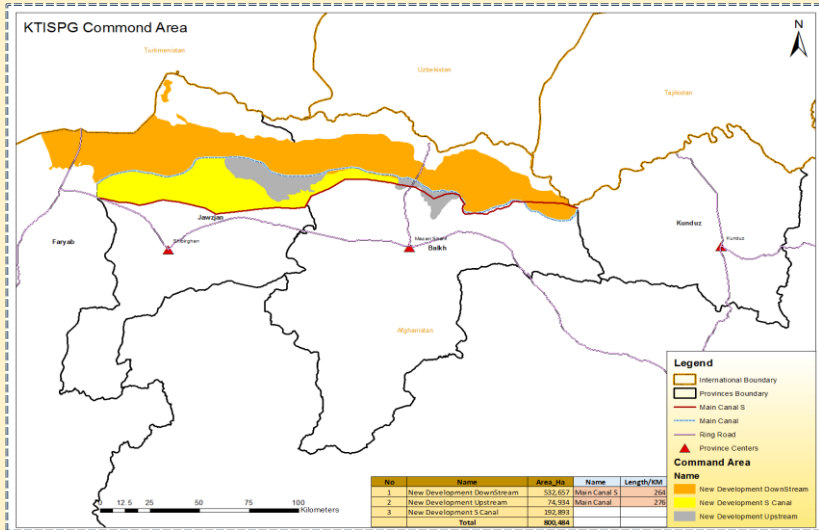 KTISPG Commond Area
N
Turkmenistan
Uzbekistan
Tajikistan
Jawzjan
Faryab
Shibirghan
Mazari Sharif
Balkh
Kunduz
Kunduz
Afghanistan
Legend
International Boundary
Provinces Boundary
Main Canal S
Main Canal
Ring Road
Province Centers
Command Area
Name
New Development DownStream
New Development S Canal
New Development Upstream
No Name Area_Ha Name Length/KM
1 New Development DownStream 532,657 Main Canal S 264
2 New Development Upstream 74,934 Main Canal 276
3 New Development S Canal 192,893
Total 800,484
0 12.5 25 50 75 100
Kilometers